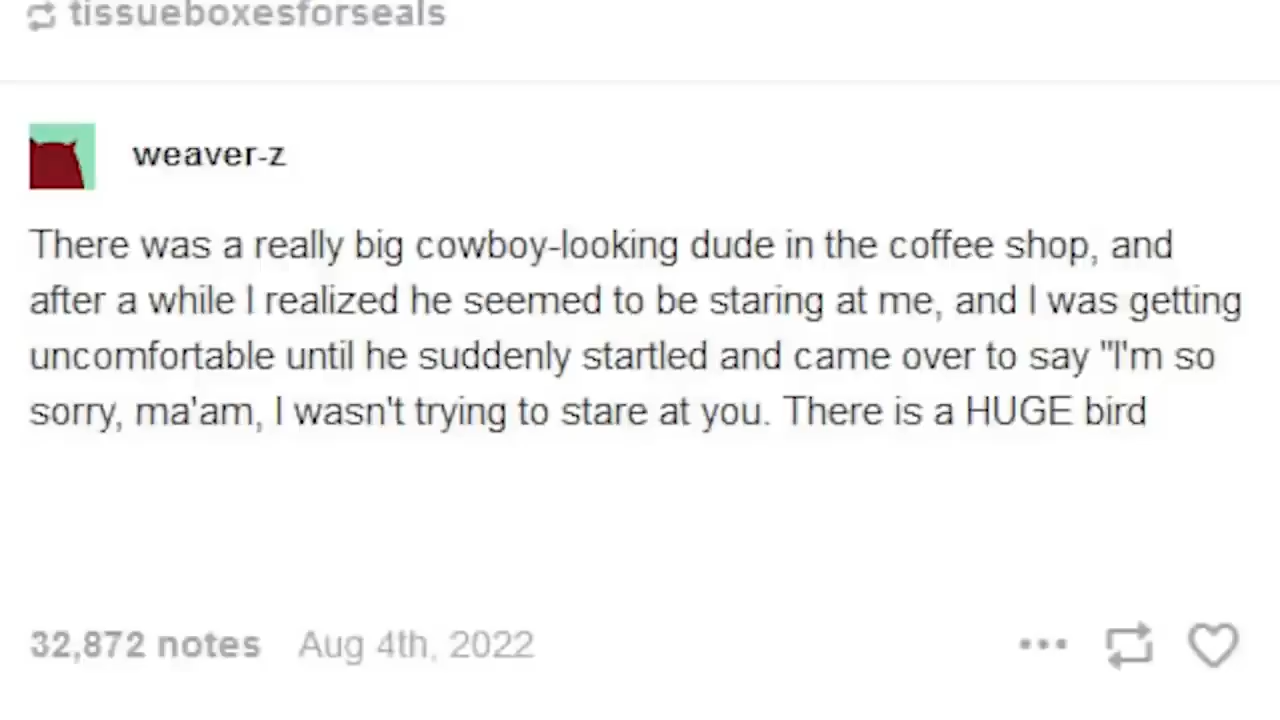 tissueboxesforseals
weaver-z
There was a really big cowboy-looking dude in the coffee shop, and
after a while I realized he seemed to be staring at me, and I was getting
uncomfortable until he suddenly startled and came over to say "I'm so
sorry, ma'am, I wasn't trying to stare at you. There is a HUGE bird
32,872 notes Aug 4th, 2022